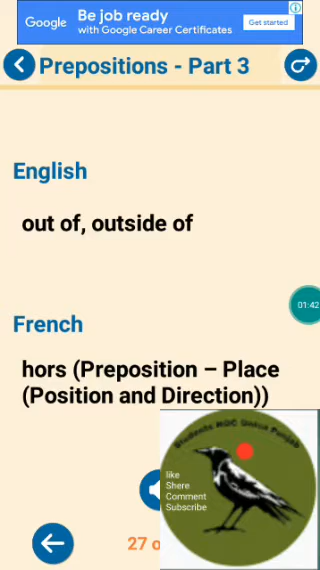 Google
Be job ready
with Google Career Certificates
Get started
Prepositions - Part 3
English
out of, outside of
01:42
French
hors (Preposition – Place
(Position and Direction))
like
Shere
Comment
Subscribe
27 o